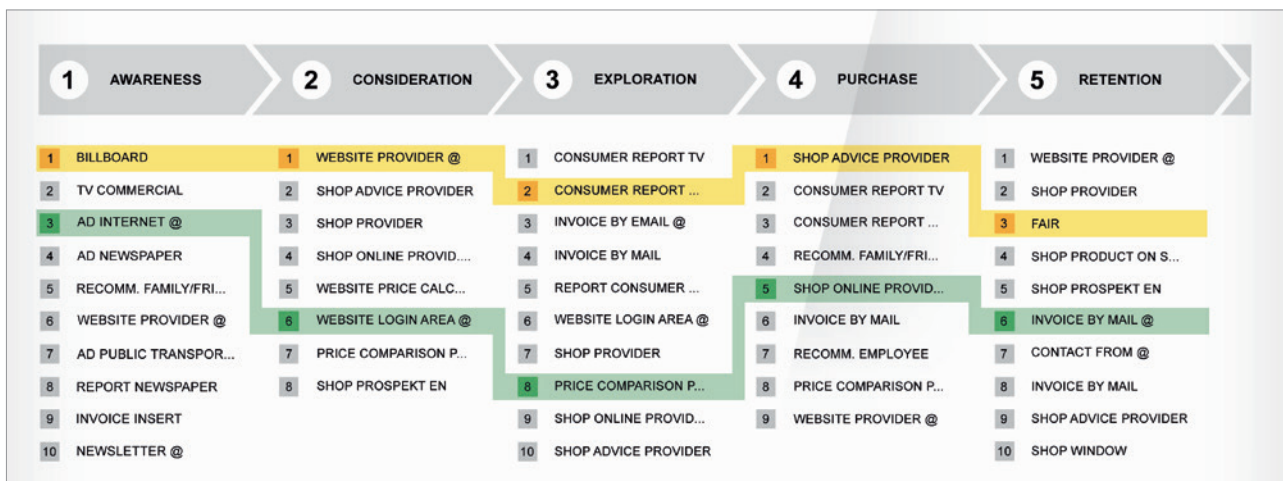 1 AWARENESS
2 CONSIDERATION
3 EXPLORATION
4 PURCHASE
5 RETENTION
1 BILLBOARD
2 TV COMMERCIAL
3 AD INTERNET @
4 AD NEWSPAPER
5 RECOMM. FAMILY/FRI...
6 WEBSITE PROVIDER @
7 AD PUBLIC TRANSPOR...
8 REPORT NEWSPAPER
9 INVOICE INSERT
10 NEWSLETTER @
1 WEBSITE PROVIDER @
2 SHOP ADVICE PROVIDER
3 SHOP PROVIDER
4 SHOP ONLINE PROVID....
5 WEBSITE PRICE CALC...
6 WEBSITE LOGIN AREA @
7 PRICE COMPARISON P...
8 SHOP PROSPEKT EN
1 CONSUMER REPORT TV
2 CONSUMER REPORT ...
3 INVOICE BY EMAIL @
4 INVOICE BY MAIL
5 REPORT CONSUMER ...
6 WEBSITE LOGIN AREA @
7 SHOP PROVIDER
8 PRICE COMPARISON P...
9 SHOP ONLINE PROVID...
10 SHOP ADVICE PROVIDER
1 SHOP ADVICE PROVIDER
2 CONSUMER REPORT TV
3 CONSUMER REPORT ...
4 RECOMM. FAMILY/FRI...
5 SHOP ONLINE PROVID...
6 INVOICE BY MAIL
7 RECOMM. EMPLOYEE
8 PRICE COMPARISON P...
9 WEBSITE PROVIDER @
1 WEBSITE PROVIDER @
2 SHOP PROVIDER
3 FAIR
4 SHOP PRODUCT ON S...
5 SHOP PROSPEKT EN
6 INVOICE BY MAIL @
7 CONTACT FROM @
8 INVOICE BY MAIL
9 SHOP ADVICE PROVIDER
10 SHOP WINDOW